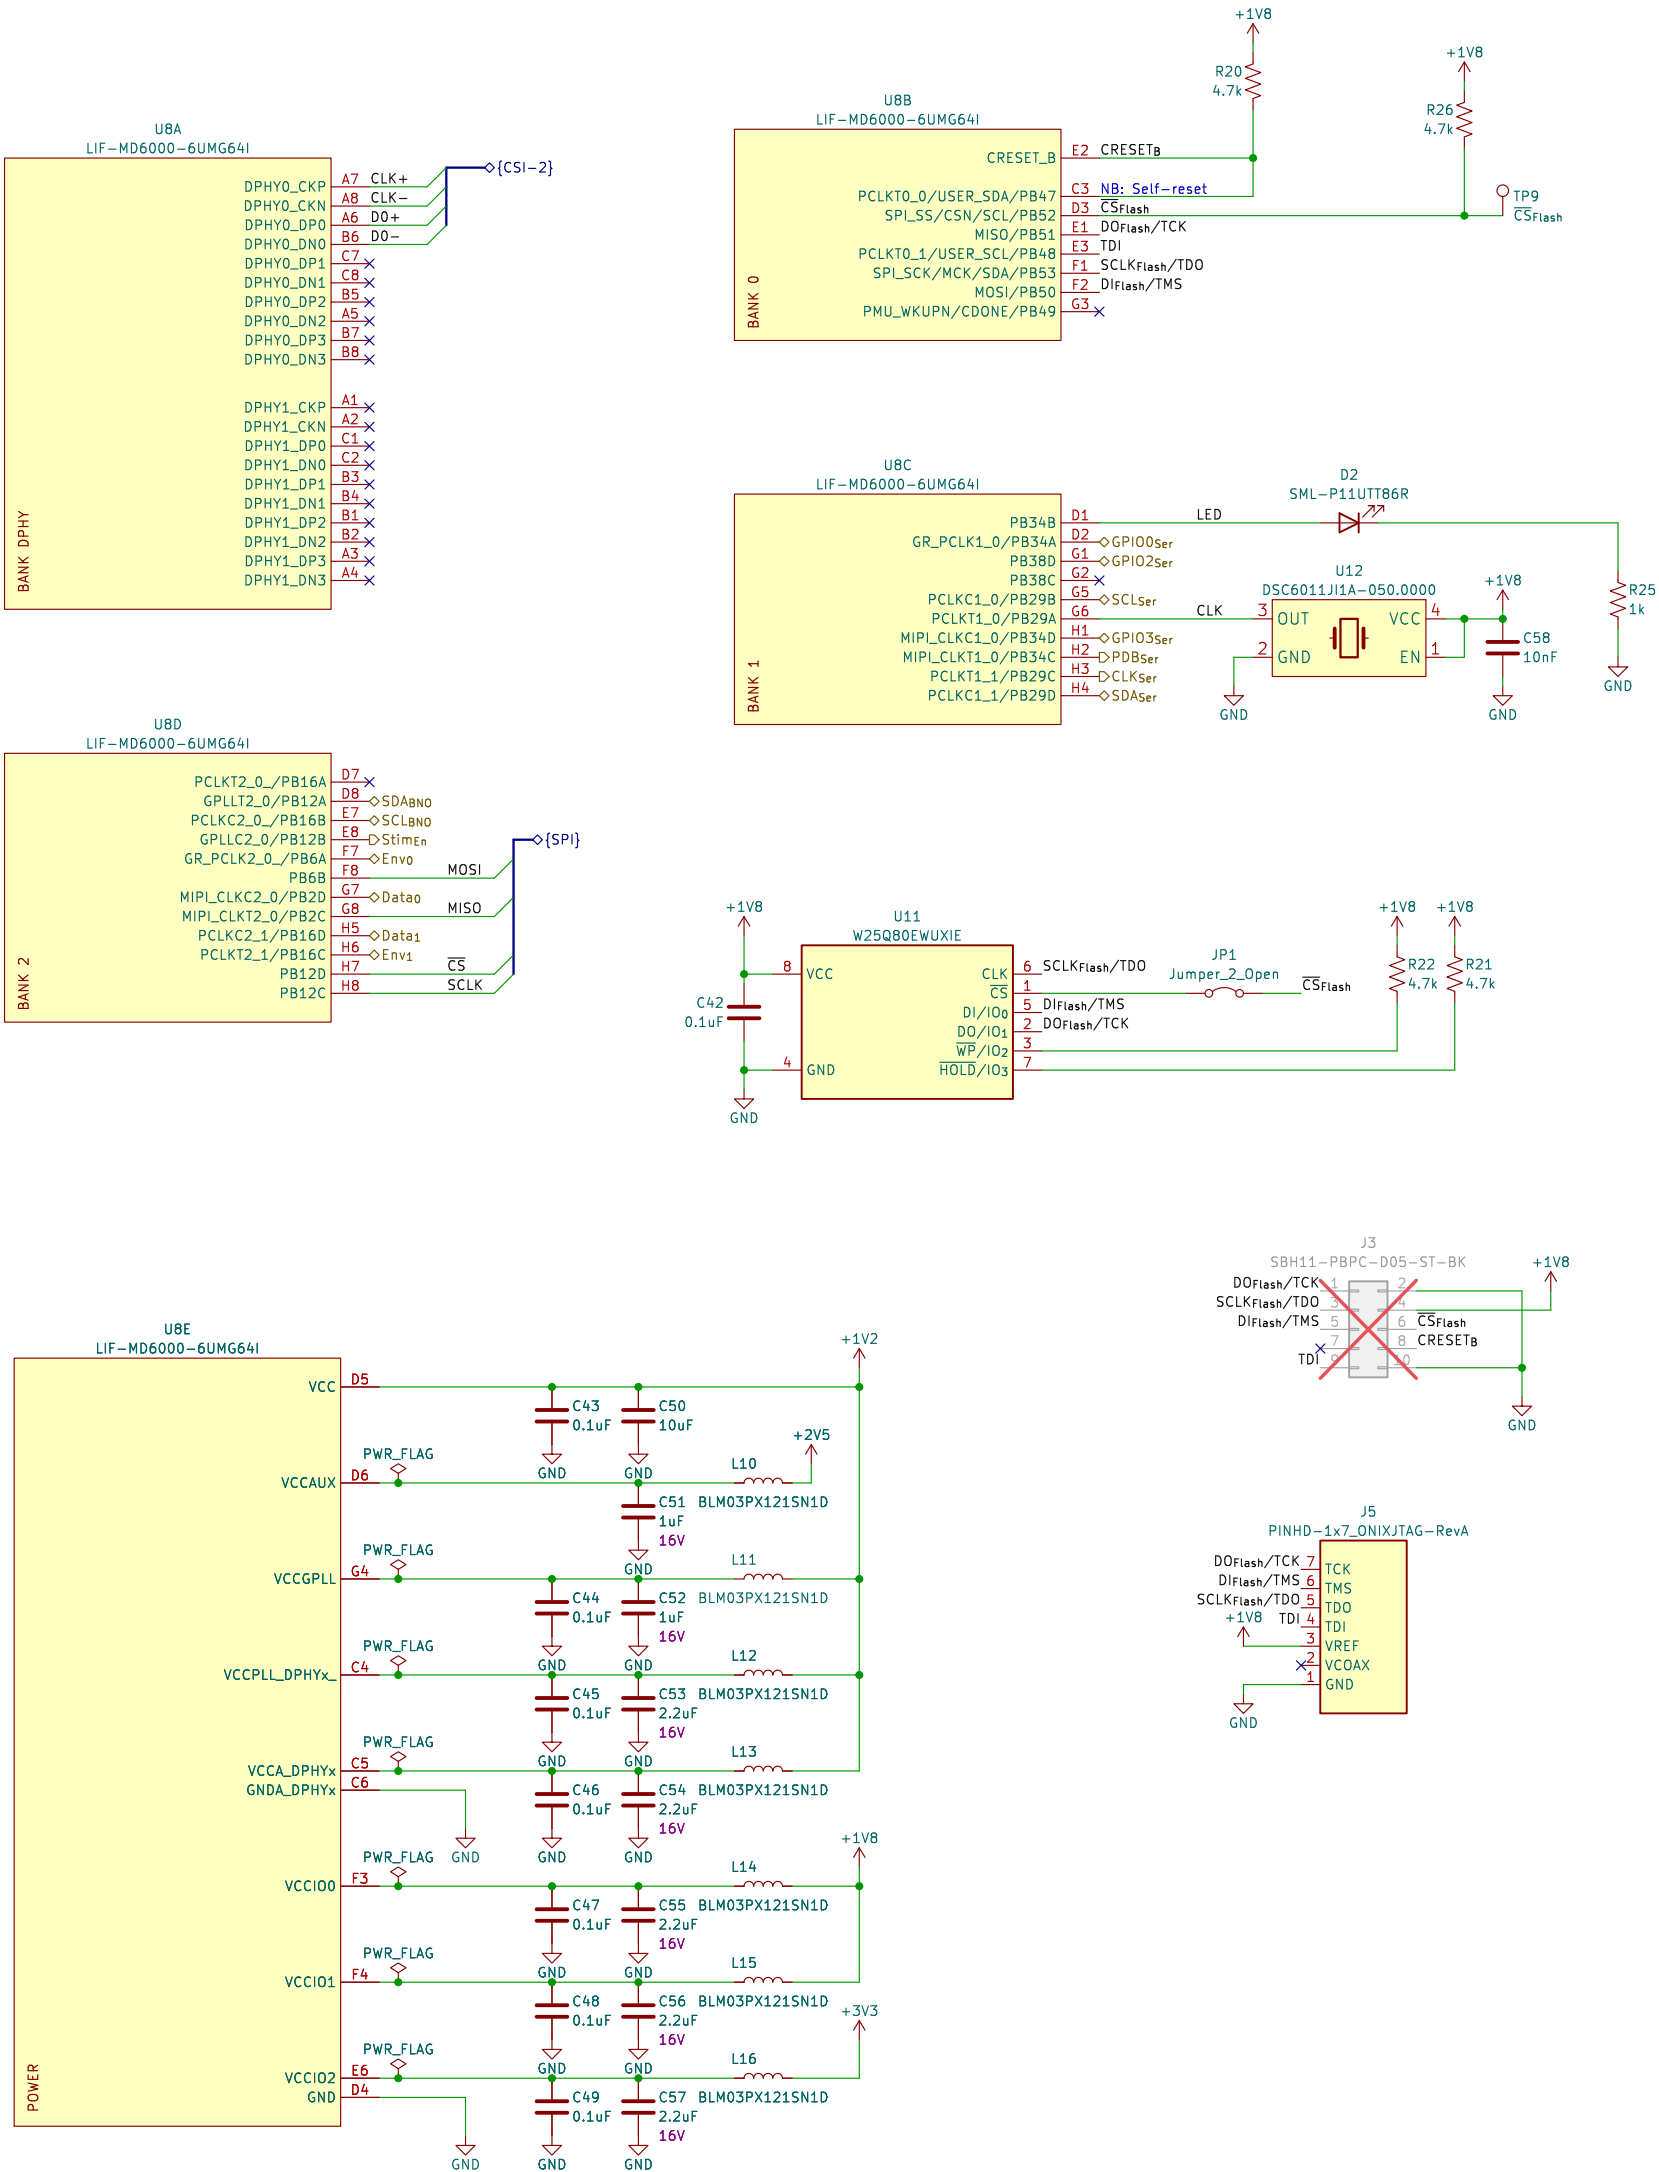 U8A
LIF-MD6000-6UMG64I
DPHY0_CKP A7 CLK+
DPHY0_CKN A8 CLK-
DPHY0_DP0 A6 D0+
DPHY0_DN0 B6 D0-
DPHY0_DP1 C7
DPHY0_DN1 C8
DPHY0_DP2 B5
DPHY0_DN2 A5
DPHY0_DP3 B7
DPHY0_DN3 B8
DPHY1_CKP A1
DPHY1_CKN A2
DPHY1_DP0 C1
DPHY1_DN0 C2
DPHY1_DP1 B3
DPHY1_DN1 B4
DPHY1_DP2 B1
DPHY1_DN2 B2
DPHY1_DP3 A3
DPHY1_DN3 A4
BANK DPHY
{CSI-2}
U8B
LIF-MD6000-6UMG64I
CRESET_B E2 CRESETB
PCLKT0_0/USER_SDA/PB47 C3 NB: Self-reset
SPI_SS/CSN/SCL/PB52 D3 CSFlash
MISO/PB51 E1 DOFlash/TCK
PCLKT0_1/USER_SCL/PB48 E3 TDI
SPI_SCK/MCK/SDA/PB53 F1 SCLKFlash/TDO
MOSI/PB50 F2 DIFlash/TMS
PMU_WKUPN/CDONE/PB49 G3
BANK 0
+1V8
R20
4.7k
+1V8
R26
4.7k
TP9
CSFlash
U8C
LIF-MD6000-6UMG64I
PB34B D1 LED
GR_PCLK1_0/PB34A D2 GPIO0Ser
PB38D G1 GPIO2Ser
PB38C G2
PCLKC1_0/PB29B G5 SCLSer
PCLKT1_0/PB29A G6 CLK
MIPI_CLKC1_0/PB34D H1 GPIO3Ser
MIPI_CLKT1_0/PB34C H2 PDBSer
PCLKT1_1/PB29C H3 CLKSer
PCLKC1_1/PB29D H4 SDASer
BANK 1
D2
SML-P11UTT86R
U12
DSC6011JI1A-050.0000
3 OUT VCC 4
2 GND EN 1
GND
+1V8
C58
10nF
GND
R25
1k
GND
U8D
LIF-MD6000-6UMG64I
PCLKT2_0_/PB16A D7
GPLLT2_0/PB12A D8 SDABNO
PCLKC2_0_/PB16B E7 SCLBNO
GPLLC2_0/PB12B E8 StimEn
GR_PCLK2_0_/PB6A F7 Env0
PB6B F8 MOSI
MIPI_CLKC2_0/PB2D G7 Data0
MIPI_CLKT2_0/PB2C G8 MISO
PCLKC2_1/PB16D H5 Data1
PCLKT2_1/PB16C H6 Env1
PB12D H7 CS
PB12C H8 SCLK
BANK 2
{SPI}
U11
W25Q80EWUXIE
+1V8
8 VCC
C42
0.1uF
4 GND
GND
CLK 6 SCLKFlash/TDO
CS 1
DI/IO0 5 DIFlash/TMS
DO/IO1 2 DOFlash/TCK
WP/IO2 3
HOLD/IO3 7
JP1
Jumper_2_Open
CSFlash
+1V8
R22
4.7k
+1V8
R21
4.7k
J3
SBH11-PBPC-D05-ST-BK
DOFlash/TCK 1 2
SCLKFlash/TDO 3 4
DIFlash/TMS 5 6 CSFlash
7 8 CRESETB
TDI 9 10
+1V8
GND
U8E
LIF-MD6000-6UMG64I
VCC D5
C43
0.1uF
GND
C50
10uF
GND
+1V2
VCCAUX D6
PWR_FLAG
C51
1uF
16V
GND
L10
BLM03PX121SN1D
+2V5
VCCGPLL G4
PWR_FLAG
C44
0.1uF
GND
C52
1uF
16V
GND
L11
BLM03PX121SN1D
VCCPLL_DPHYx_ C4
PWR_FLAG
C45
0.1uF
GND
C53
2.2uF
16V
GND
L12
BLM03PX121SN1D
VCCA_DPHYx C5
GNDA_DPHYx C6
PWR_FLAG
GND
C46
0.1uF
GND
C54
2.2uF
16V
GND
L13
BLM03PX121SN1D
VCCIO0 F3
PWR_FLAG
C47
0.1uF
GND
C55
2.2uF
16V
GND
L14
BLM03PX121SN1D
+1V8
VCCIO1 F4
PWR_FLAG
C48
0.1uF
GND
C56
2.2uF
16V
GND
L15
BLM03PX121SN1D
VCCIO2 E6
GND D4
PWR_FLAG
GND
C49
0.1uF
GND
C57
2.2uF
16V
GND
L16
BLM03PX121SN1D
+3V3
POWER
J5
PINHD-1x7_ONIXJTAG-RevA
DOFlash/TCK 7 TCK
DIFlash/TMS 6 TMS
SCLKFlash/TDO 5 TDO
TDI 4 TDI
+1V8 3 VREF
2 VCOAX
1 GND
GND